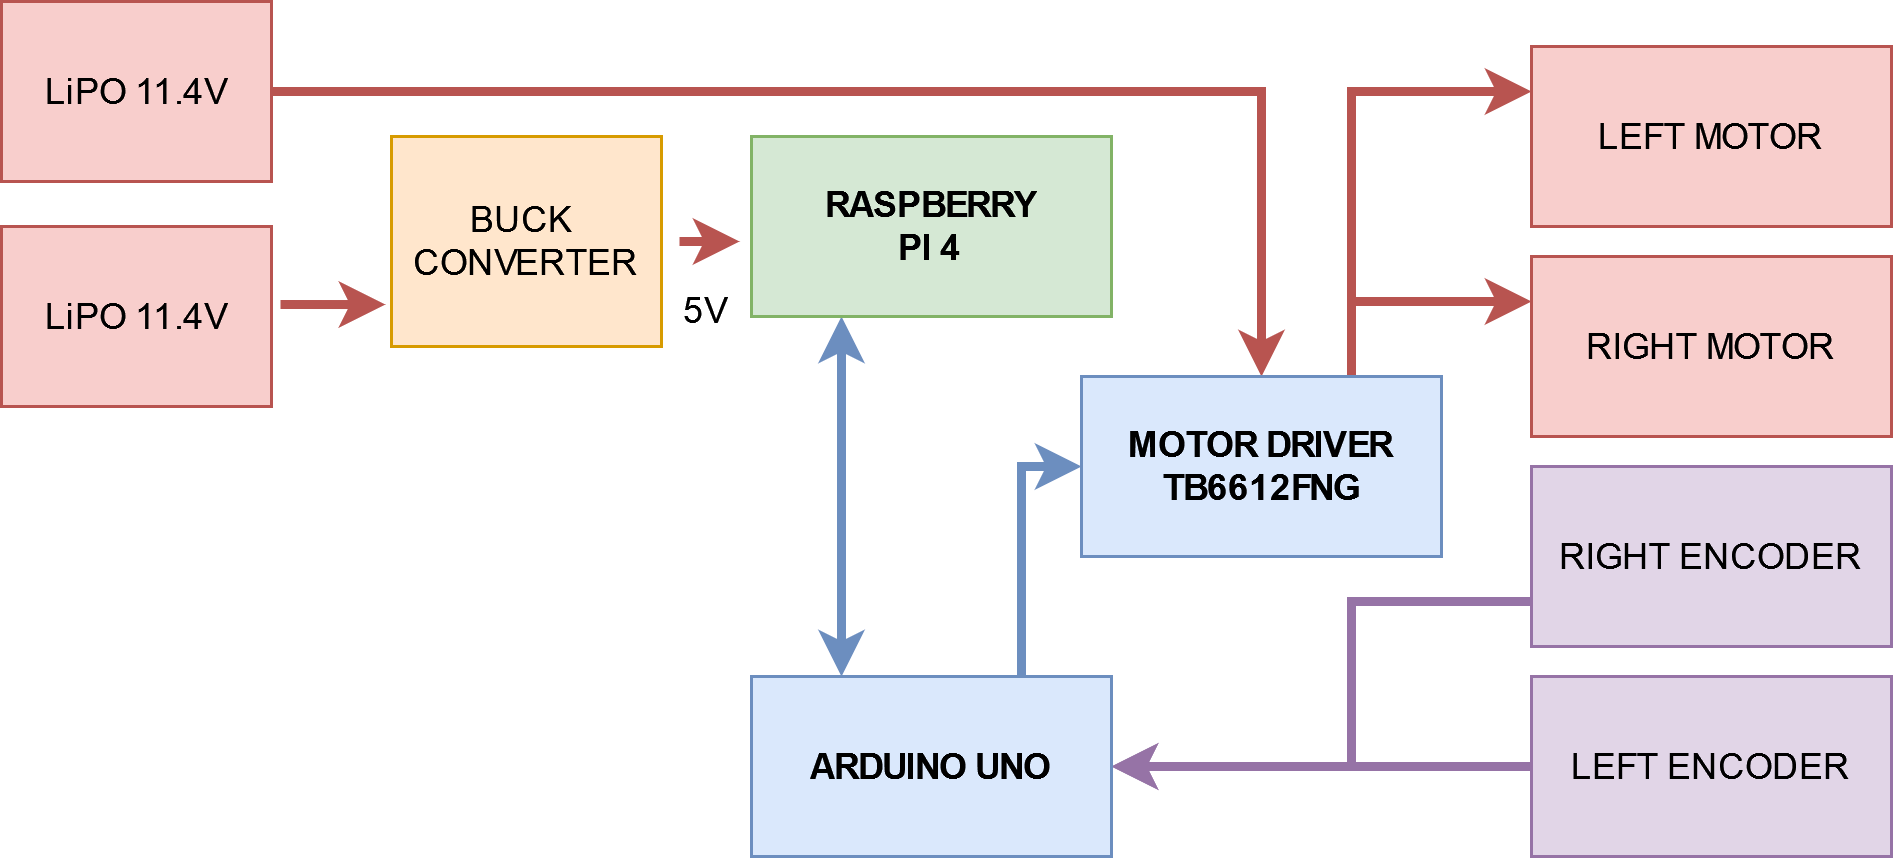 LiPO 11.4V
LEFT MOTOR
BUCK
CONVERTER
RASPBERRY
PI 4
5V
LiPO 11.4V
RIGHT MOTOR
MOTOR DRIVER
TB6612FNG
RIGHT ENCODER
ARDUINO UNO
LEFT ENCODER